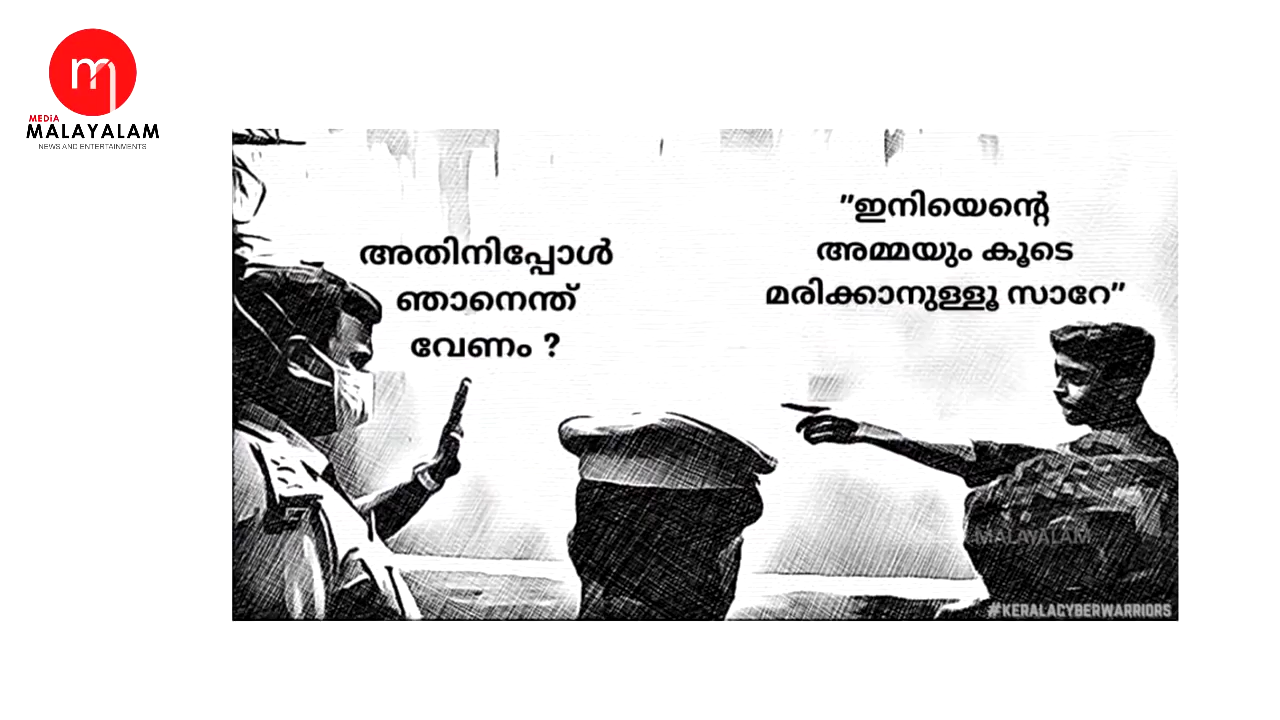 m
MEDiA
MALAYALAM
NEWS AND ENTERTAINMENTS
അതിനിപ്പോൾ
ഞാനെന്ത്
വേണം ?
"ഇനിയെന്റെ
അമ്മയും കൂടെ
മരിക്കാനുള്ളൂ സാറേ"
MALAYALAM
#KERALACYBERWARRIORS